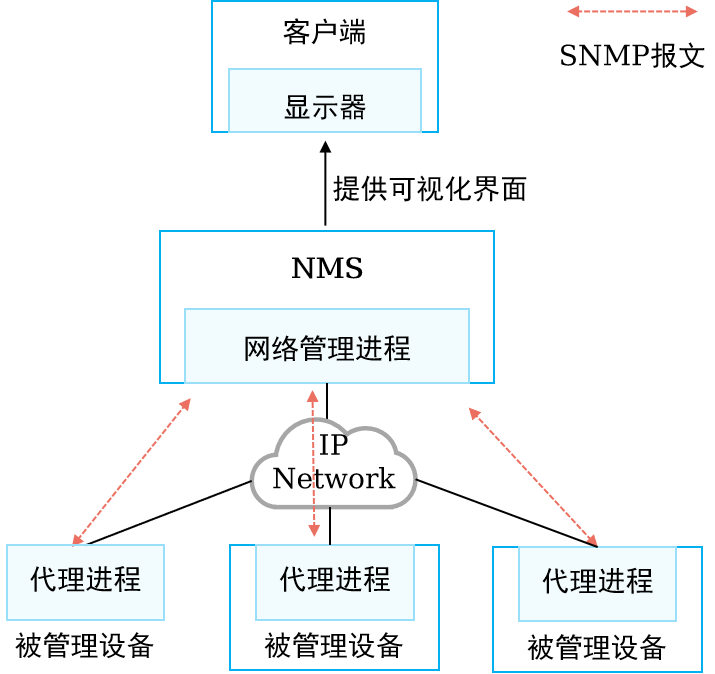 客户端
显示器
SNMP报文
提供可视化界面
NMS
网络管理进程
IP
Network
代理进程
代理进程
代理进程
被管理设备
被管理设备
被管理设备